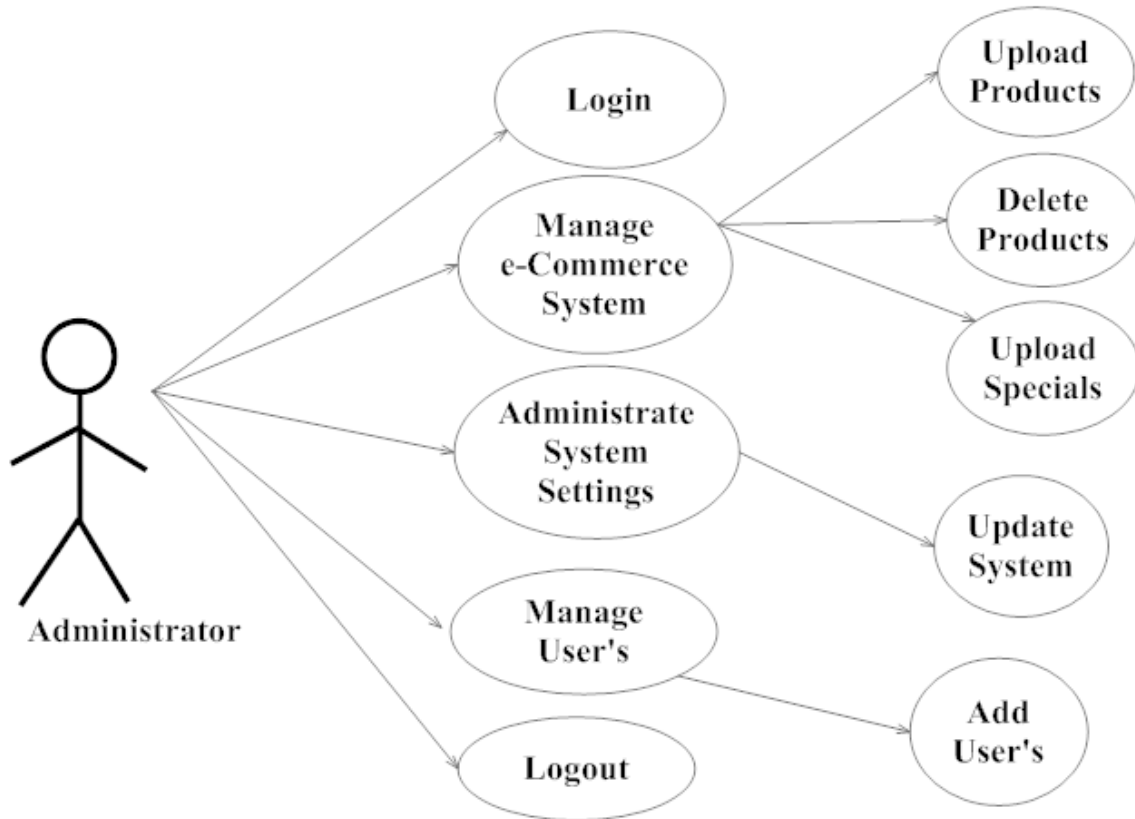 Upload
Products
Login
Delete
Products
Manage
e-Commerce
System
Upload
Specials
Administrate
System
Settings
Update
System
Manage
User's
Administrator
Add
User's
Logout